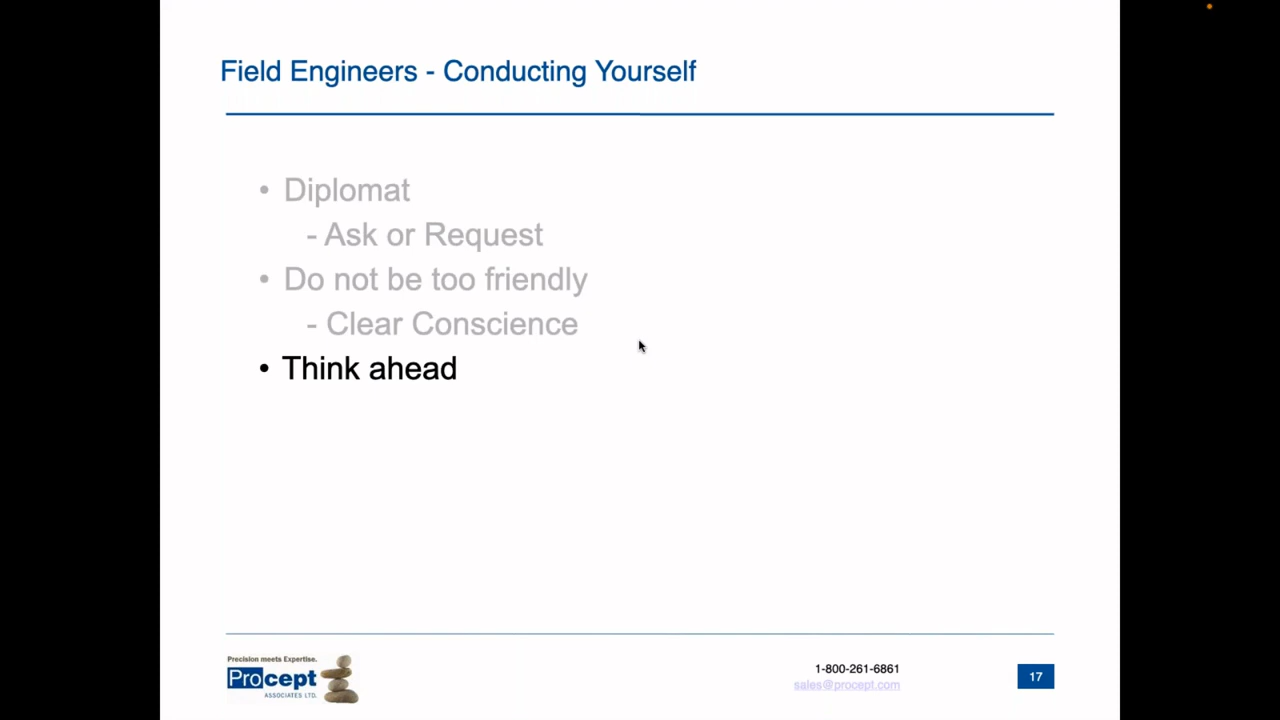 Field Engineers - Conducting Yourself
• Diplomat
- Ask or Request
• Do not be too friendly
- Clear Conscience
• Think ahead
Precision meets Expertise.
Procept
ASSOCIATES LTD.
1-800-261-6861
sales@procept.com
17